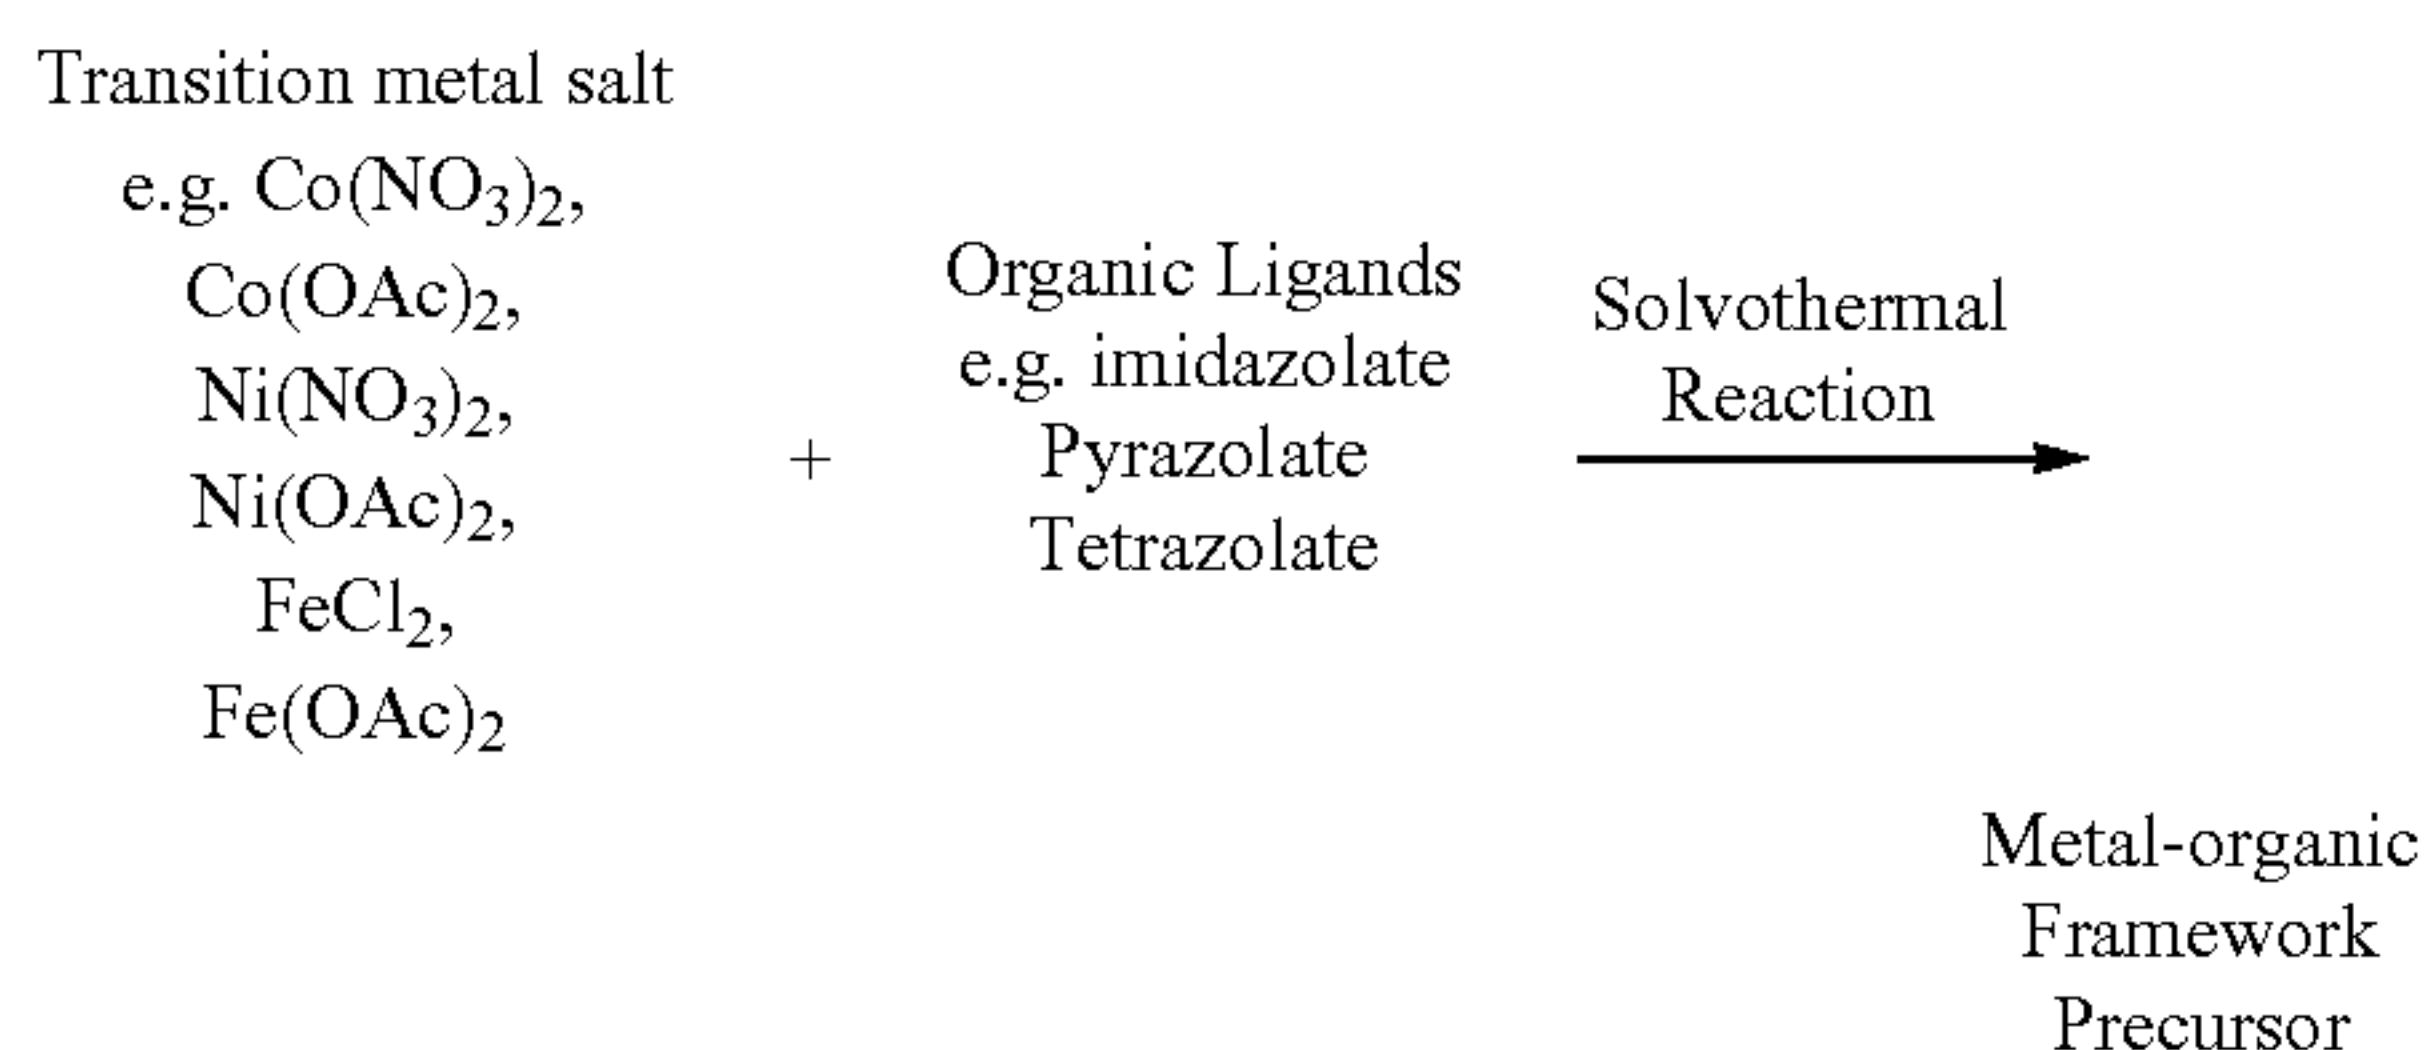 Transition metal salt
e.g. Co(NO3)2,
Co(OAc)2,
Ni(NO3)2,
Ni(OAc)2,
FeCl2,
Fe(OAc)2
+
Organic Ligands
e.g. imidazolate
Pyrazolate
Tetrazolate
Solvothermal
Reaction
Metal-organic
Framework
Precursor